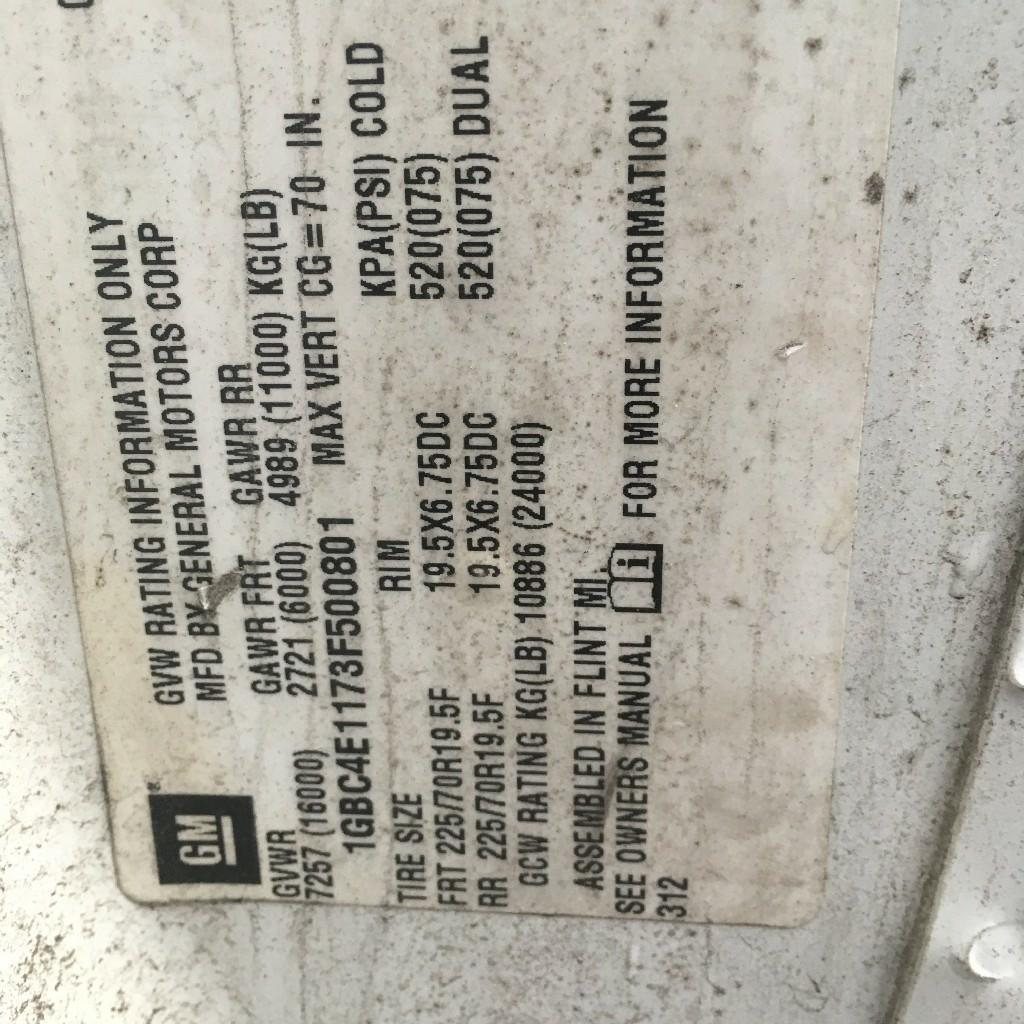 GM
GVW RATING INFORMATION ONLY
MFD BY GENERAL MOTORS CORP
GVWR GAWR FRT GAWR RR
7257 (16000) 2721 (6000) 4989 (11000) KG(LB)
1GBC4E1173F500801 MAX VERT CG=70 IN.
TIRE SIZE RIM KPA(PSI) COLD
FRT 225/70R19.5F 19.5X6.75DC 520(075)
RR 225/70R19.5F 19.5X6.75DC 520(075) DUAL
GCW RATING KG(LB) 10886 (24000)
ASSEMBLED IN FLINT MI.
SEE OWNERS MANUAL FOR MORE INFORMATION
312